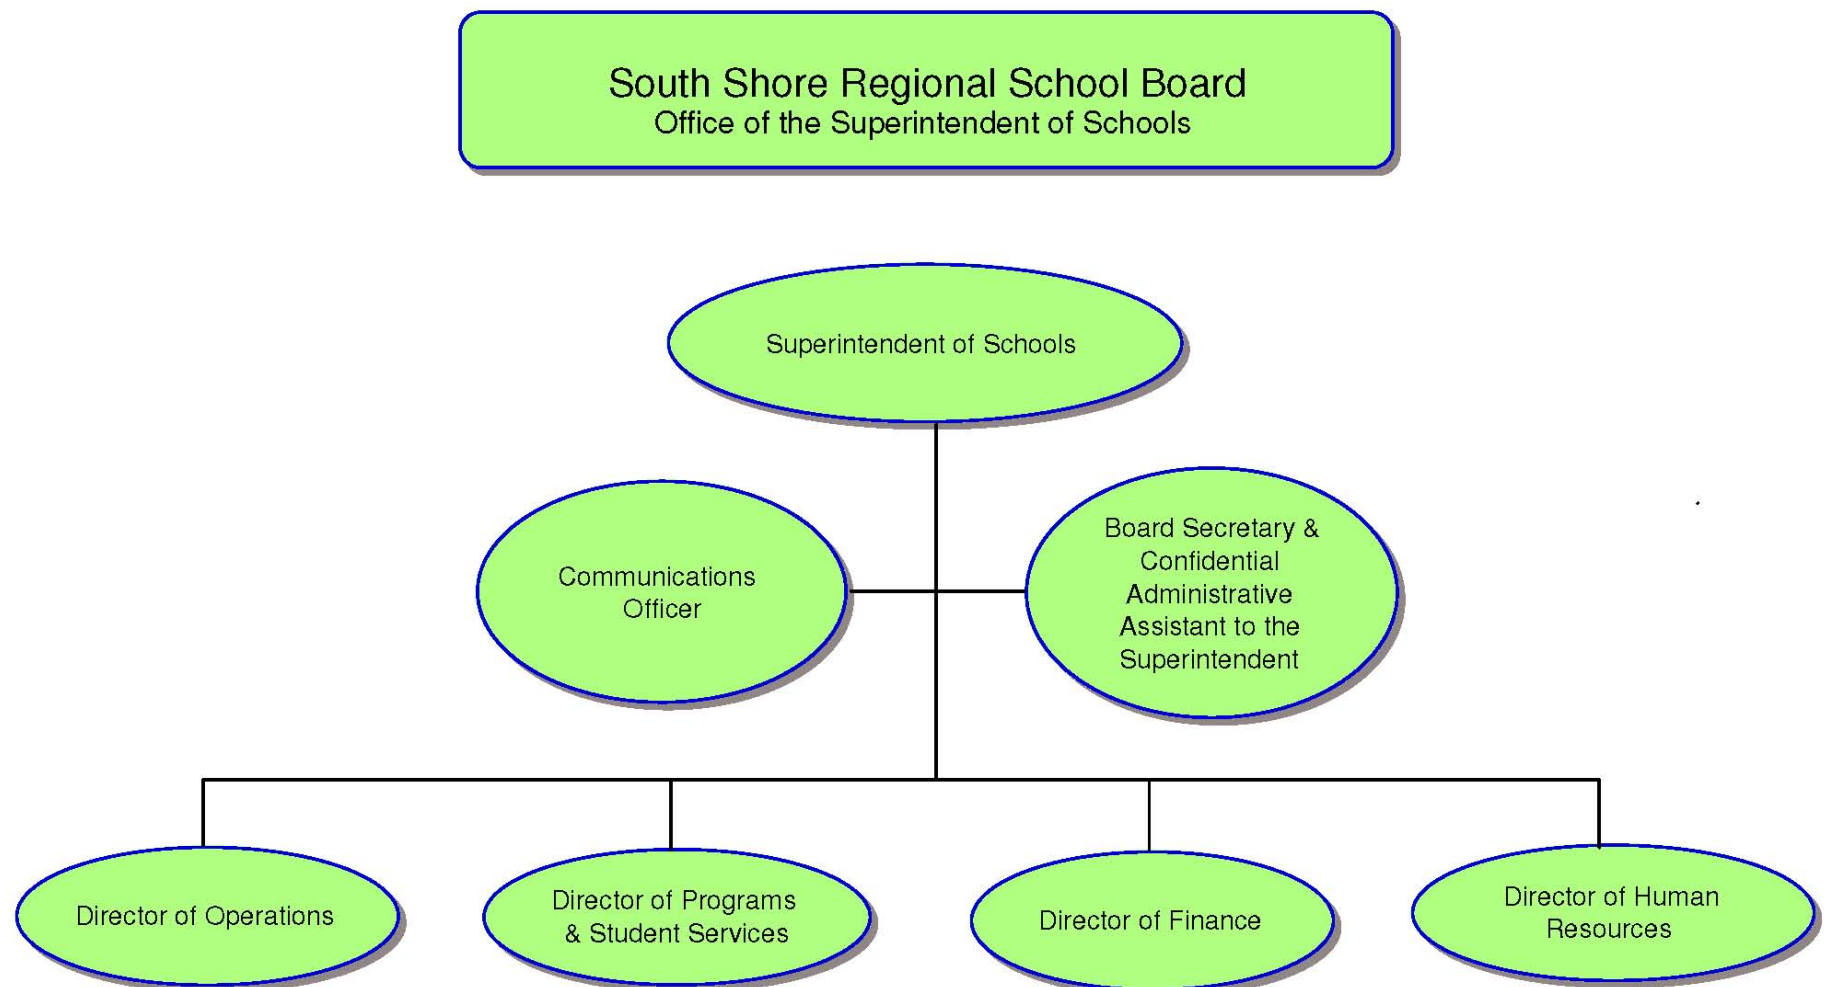 South Shore Regional School Board
Office of the Superintendent of Schools
Superintendent of Schools
Communications
Officer
Board Secretary &
Confidential
Administrative
Assistant to the
Superintendent
Director of Operations
Director of Programs
& Student Services
Director of Finance
Director of Human
Resources